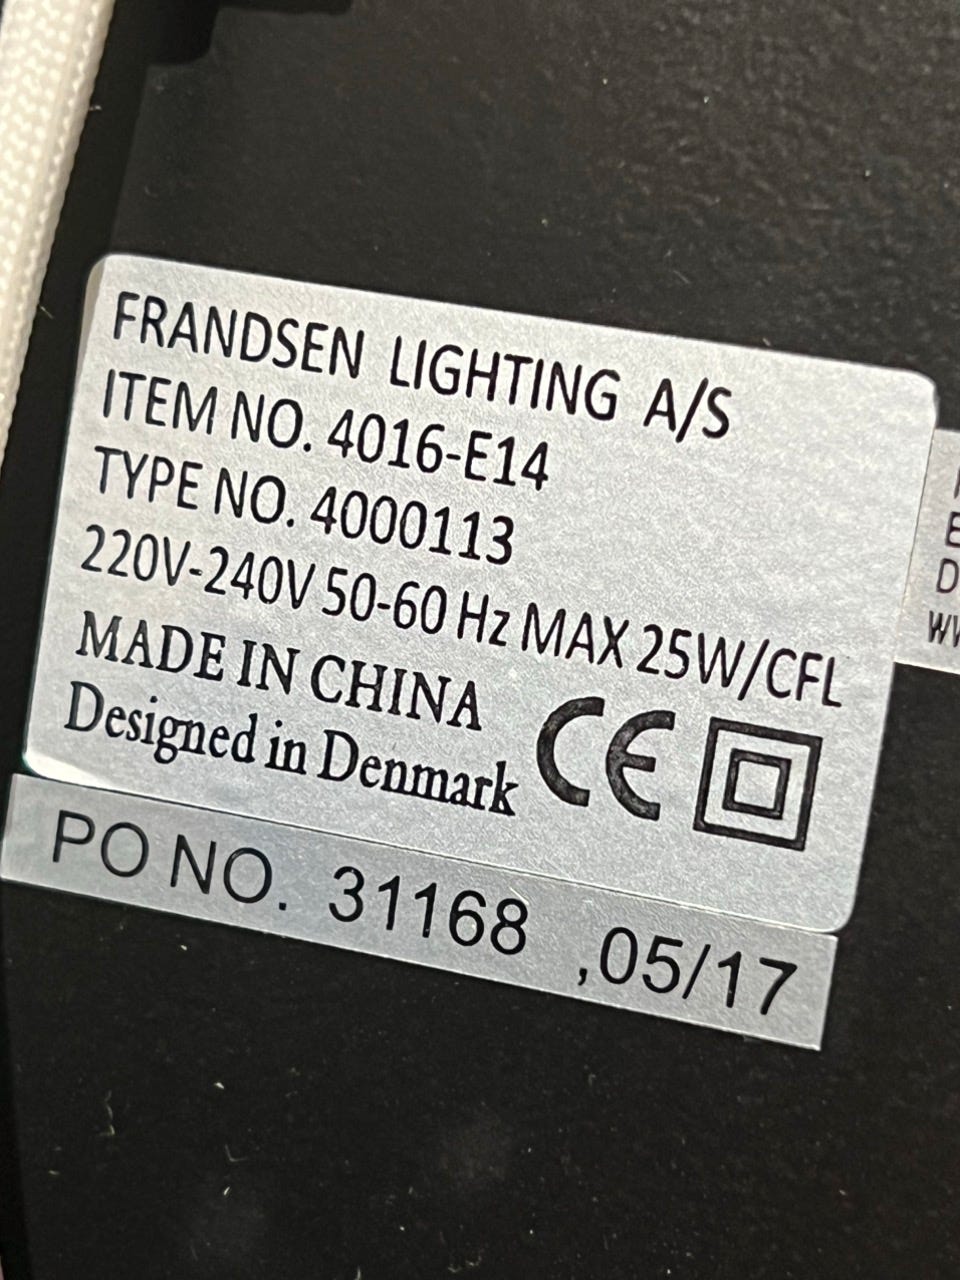 FRANDSEN LIGHTING A/S
ITEM NO. 4016-E14
TYPE NO. 4000113
220V-240V 50-60 Hz MAX 25W/CFL
MADE IN CHINA
Designed in Denmark CE
PO NO. 31168 ,05/17